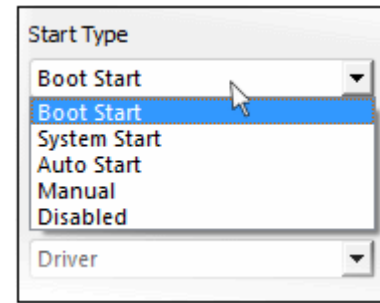 Start Type
Boot Start
Boot Start
System Start
Auto Start
Manual
Disabled
Driver